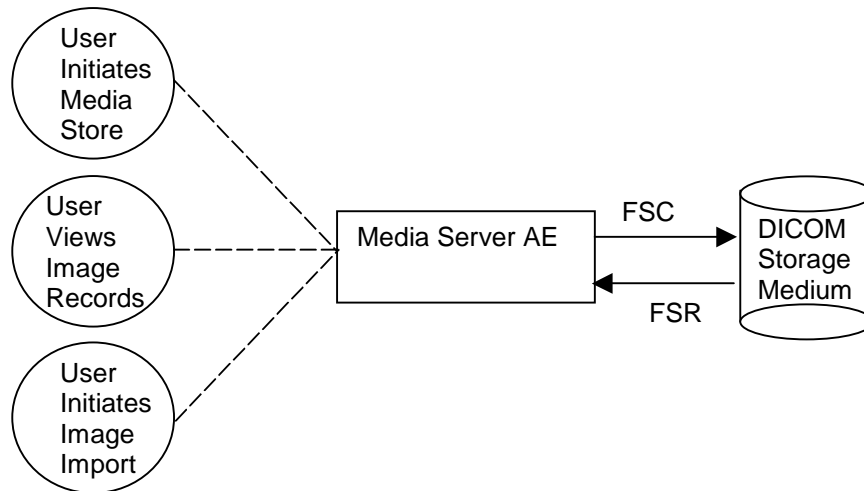 User
Initiates
Media
Store
User
Views
Image
Records
User
Initiates
Image
Import
Media Server AE
FSC
FSR
DICOM
Storage
Medium